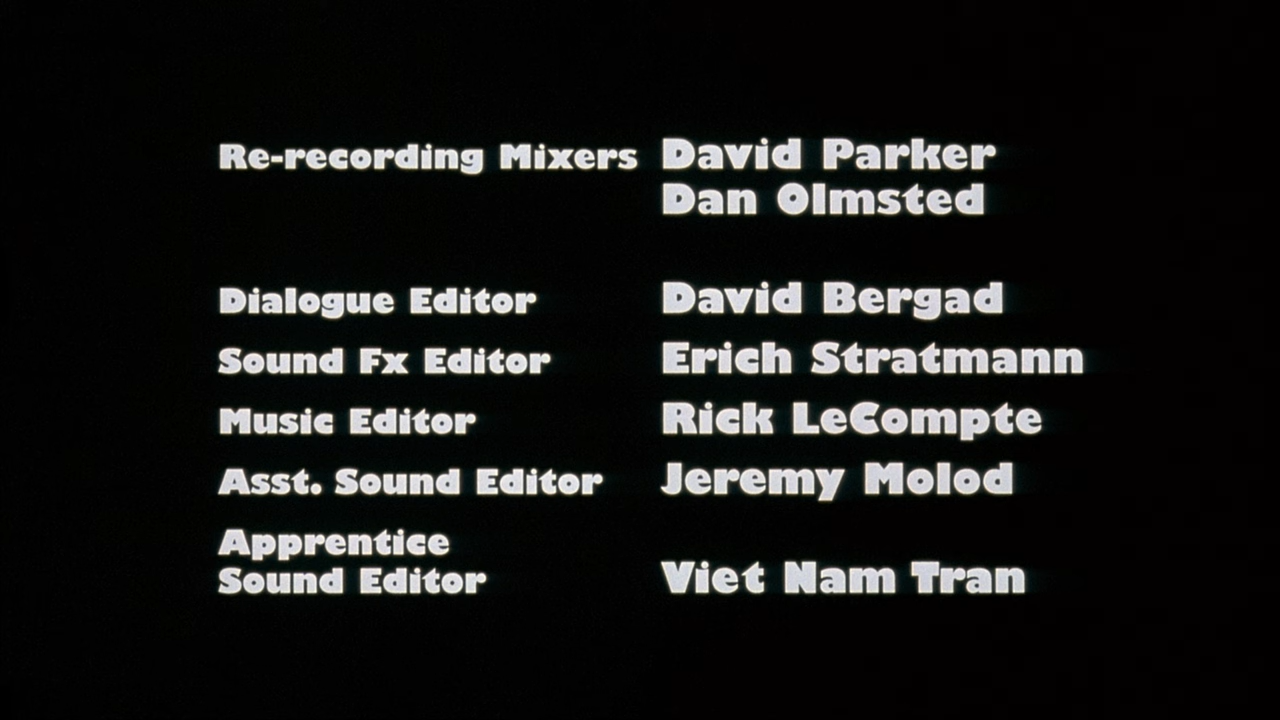 Re-recording Mixers David Parker
Dan Olmsted
Dialogue Editor David Bergad
Sound Fx Editor Erich Stratmann
Music Editor Rick LeCompte
Asst. Sound Editor Jeremy Molod
Apprentice
Sound Editor Viet Nam Tran